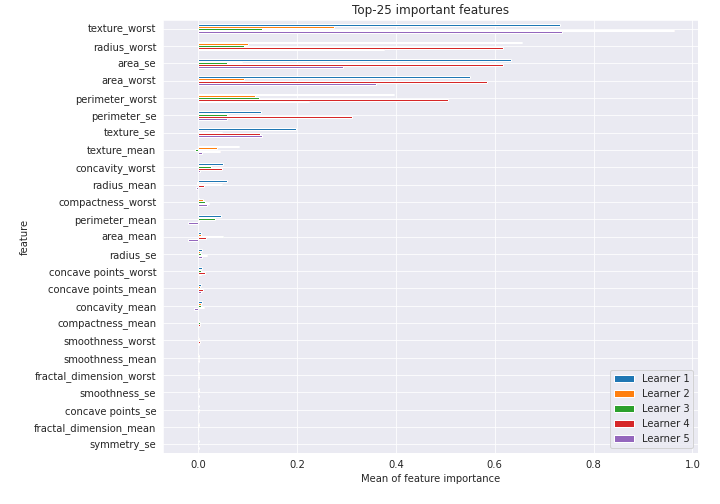 Top-25 important features
texture_worst
radius_worst
area_se
area_worst
perimeter_worst
perimeter_se
texture_se
texture_mean
concavity_worst
radius_mean
compactness_worst
perimeter_mean
area_mean
radius_se
concave points_worst
concave points_mean
concavity_mean
compactness_mean
smoothness_worst
smoothness_mean
fractal_dimension_worst
smoothness_se
concave points_se
fractal_dimension_mean
symmetry_se
feature
Learner 1
Learner 2
Learner 3
Learner 4
Learner 5
0.0 0.2 0.4 0.6 0.8 1.0
Mean of feature importance